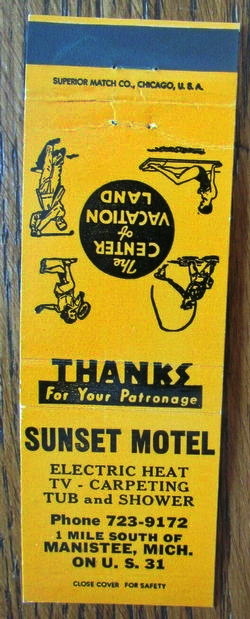 SUPERIOR MATCH CO., CHICAGO, U.S.A.
The
CENTER
of
VACATION
LAND
THANKS
For Your Patronage
SUNSET MOTEL
ELECTRIC HEAT
TV - CARPETING
TUB and SHOWER
Phone 723-9172
1 MILE SOUTH OF
MANISTEE, MICH.
ON U. S. 31
CLOSE COVER FOR SAFETY